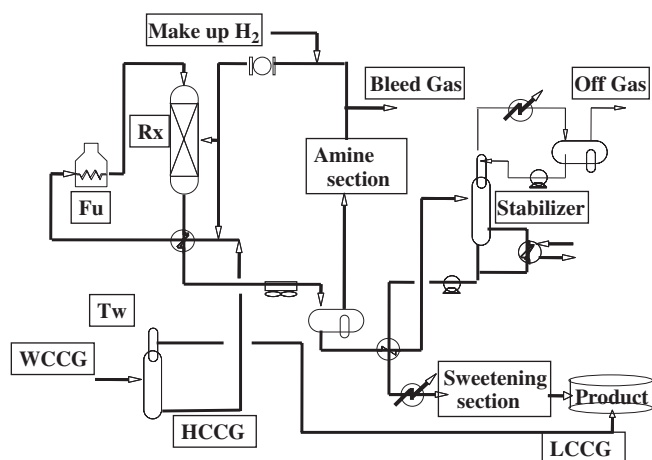 Make up H₂
Bleed Gas
Off Gas
Rx
Amine
section
Fu
Stabilizer
Tw
WCCG
Sweetening
section
Product
HCCG
LCCG